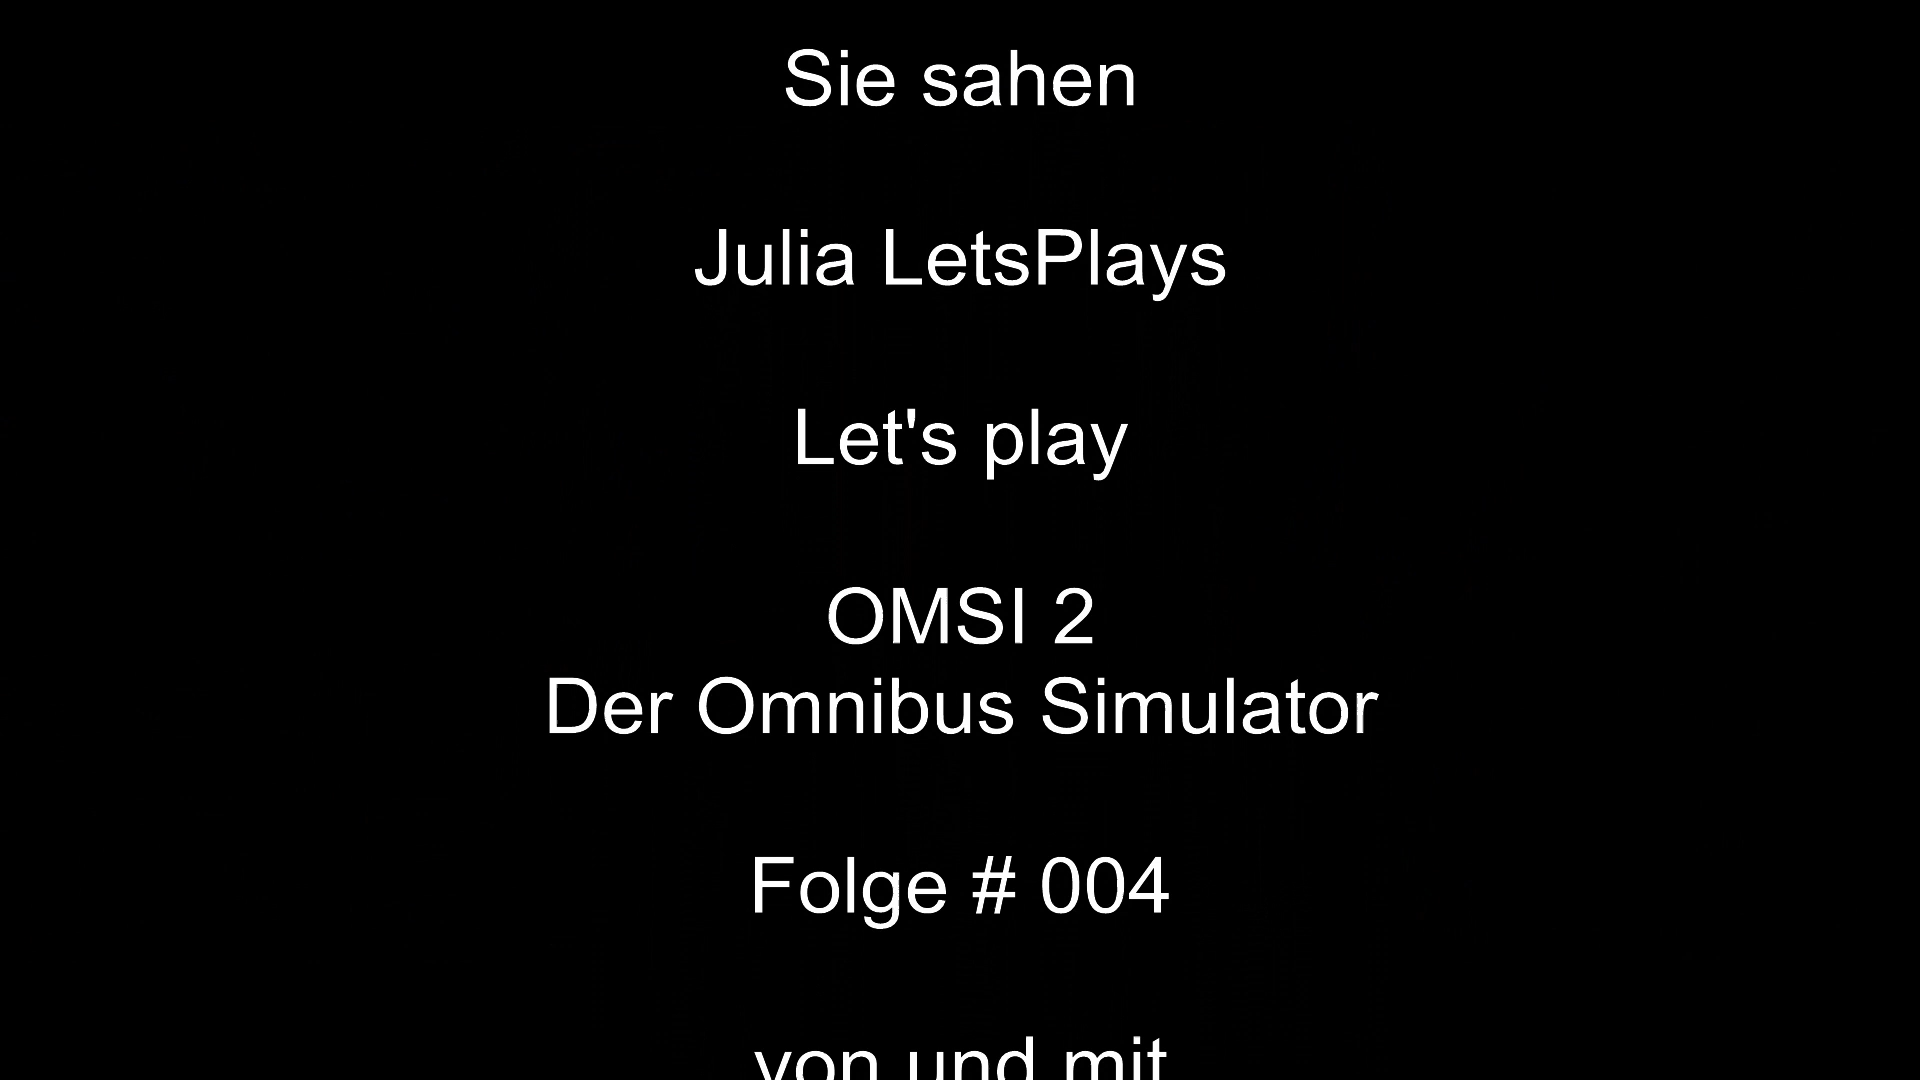 Sie sahen
Julia LetsPlays
Let's play
OMSI 2
Der Omnibus Simulator
Folge # 004
von und mit